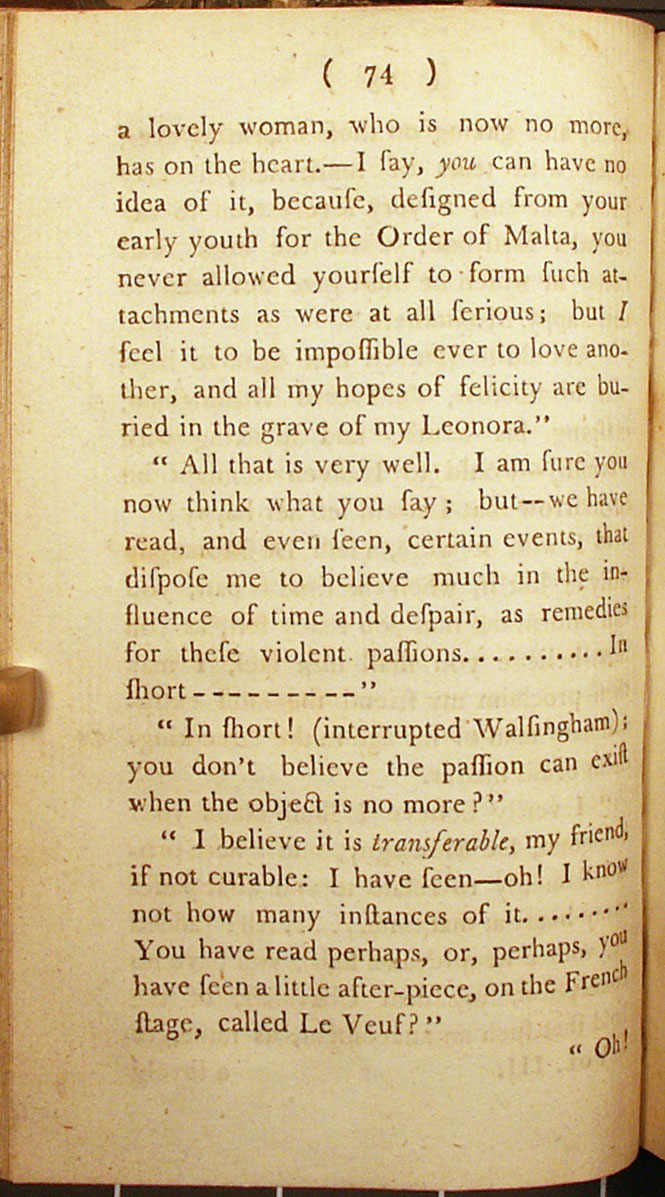 ( 74 )
a lovely woman, who is now no more,
has on the heart.—I ſay, you can have no
idea of it, becauſe, deſigned from your
early youth for the Order of Malta, you
never allowed yourſelf to form ſuch at-
tachments as were at all ſerious; but I
feel it to be impoſſible ever to love ano-
ther, and all my hopes of felicity are bu-
ried in the grave of my Leonora.”
“ All that is very well. I am ſure you
now think what you ſay ; but--we have
read, and even ſeen, certain events, that
diſpoſe me to believe much in the in-
fluence of time and deſpair, as remedies
for theſe violent paſſions...........In
ſhort - - - - - - - - - -”
“ In ſhort! (interrupted Walſingham);
you don’t believe the paſſion can exiſt
when the object is no more ?”
“ I believe it is transferable, my friend,
if not curable: I have ſeen—oh! I know
not how many inſtances of it.........
You have read perhaps, or, perhaps, you
have ſeen a little after-piece, on the French
ſtage, called Le Veuf?”
“ Oh!